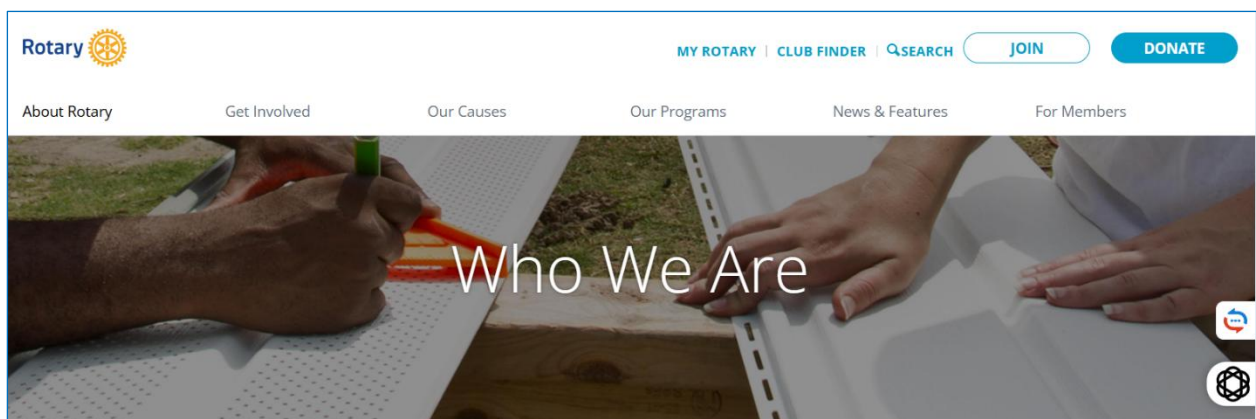 Rotary
MY ROTARY | CLUB FINDER | SEARCH JOIN DONATE
About Rotary Get Involved Our Causes Our Programs News & Features For Members
Who We Are